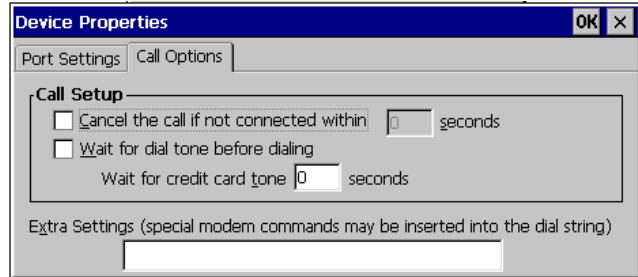 Device Properties OK ×
Port Settings Call Options
Call Setup
Cancel the call if not connected within 0 seconds
Wait for dial tone before dialing
Wait for credit card tone 0 seconds
Extra Settings (special modem commands may be inserted into the dial string)